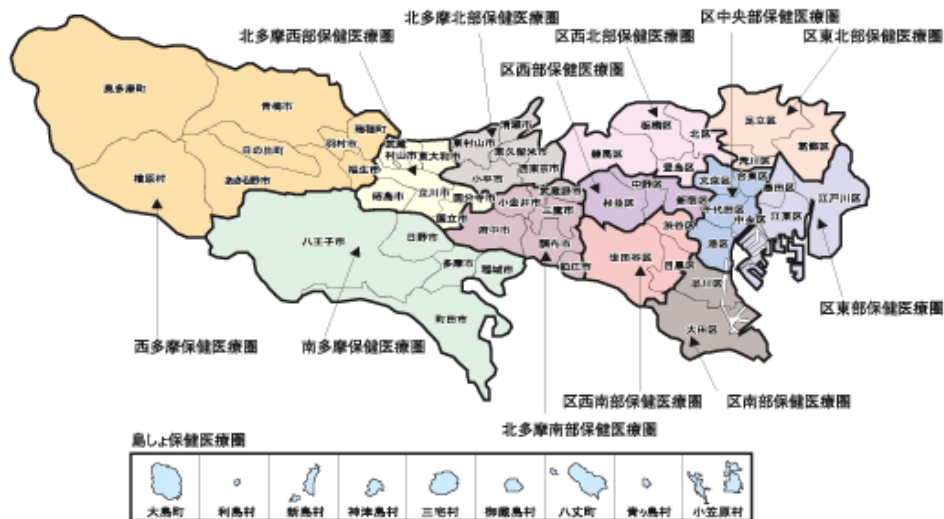 区中央部保健医療圏
北多摩北部保健医療圏
区西北部保健医療圏
北多摩西部保健医療圏
区東北部保健医療圏
区西部保健医療圏
奥多摩町
青梅市
瑞穂町
羽村市
日の出町
福生市
あきる野市
檜原村
武蔵
村山市
東大和市
東村山市
清瀬市
東久留米市
西東京市
小平市
昭島市
立川市
国分寺市
国立市
小金井市
武蔵野市
三鷹市
府中市
調布市
狛江市
八王子市
日野市
多摩市
稲城市
町田市
板橋区
北区
練馬区
豊島区
足立区
荒川区
葛飾区
中野区
杉並区
新宿区
文京区
台東区
千代田区
中央区
港区
墨田区
江東区
江戸川区
渋谷区
世田谷区
目黒区
品川区
大田区
区東部保健医療圏
西多摩保健医療圏
南多摩保健医療圏
区西南部保健医療圏
区南部保健医療圏
北多摩南部保健医療圏
島しょ保健医療圏
大島町
利島村
新島村
神津島村
三宅村
御蔵島村
八丈町
青ヶ島村
小笠原村